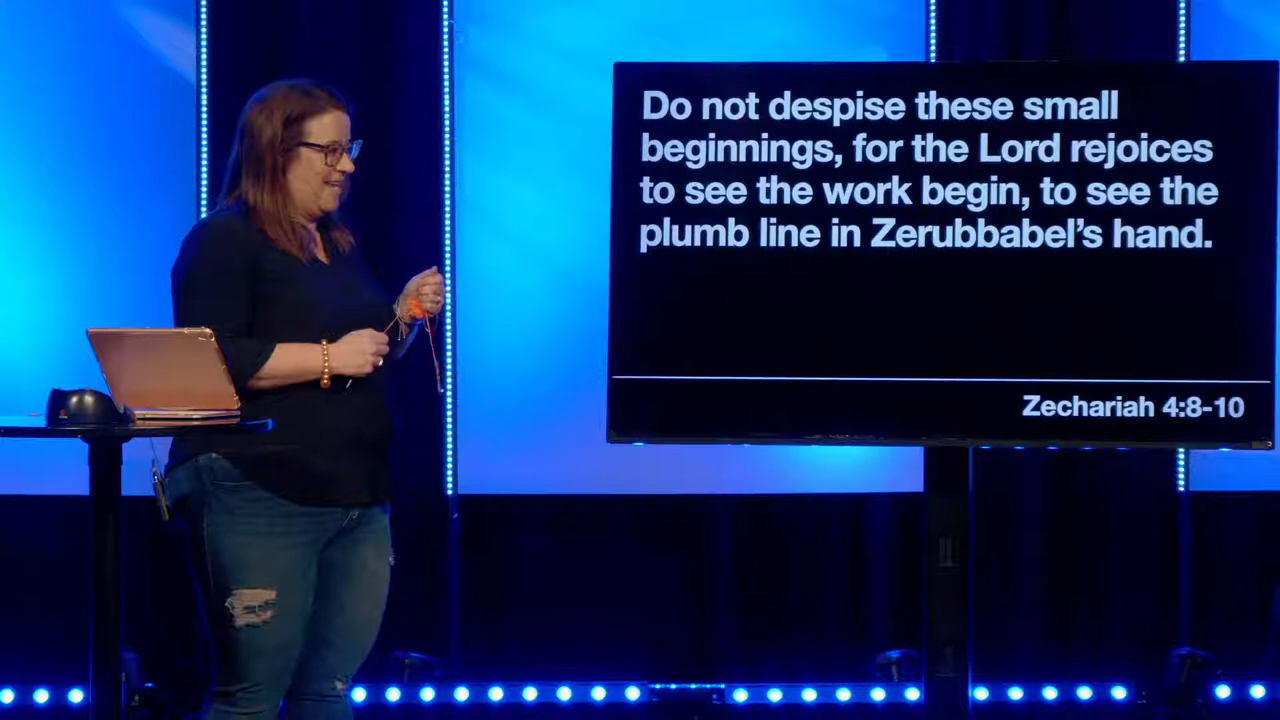 Do not despise these small
beginnings, for the Lord rejoices
to see the work begin, to see the
plumb line in Zerubbabel’s hand.
Zechariah 4:8-10